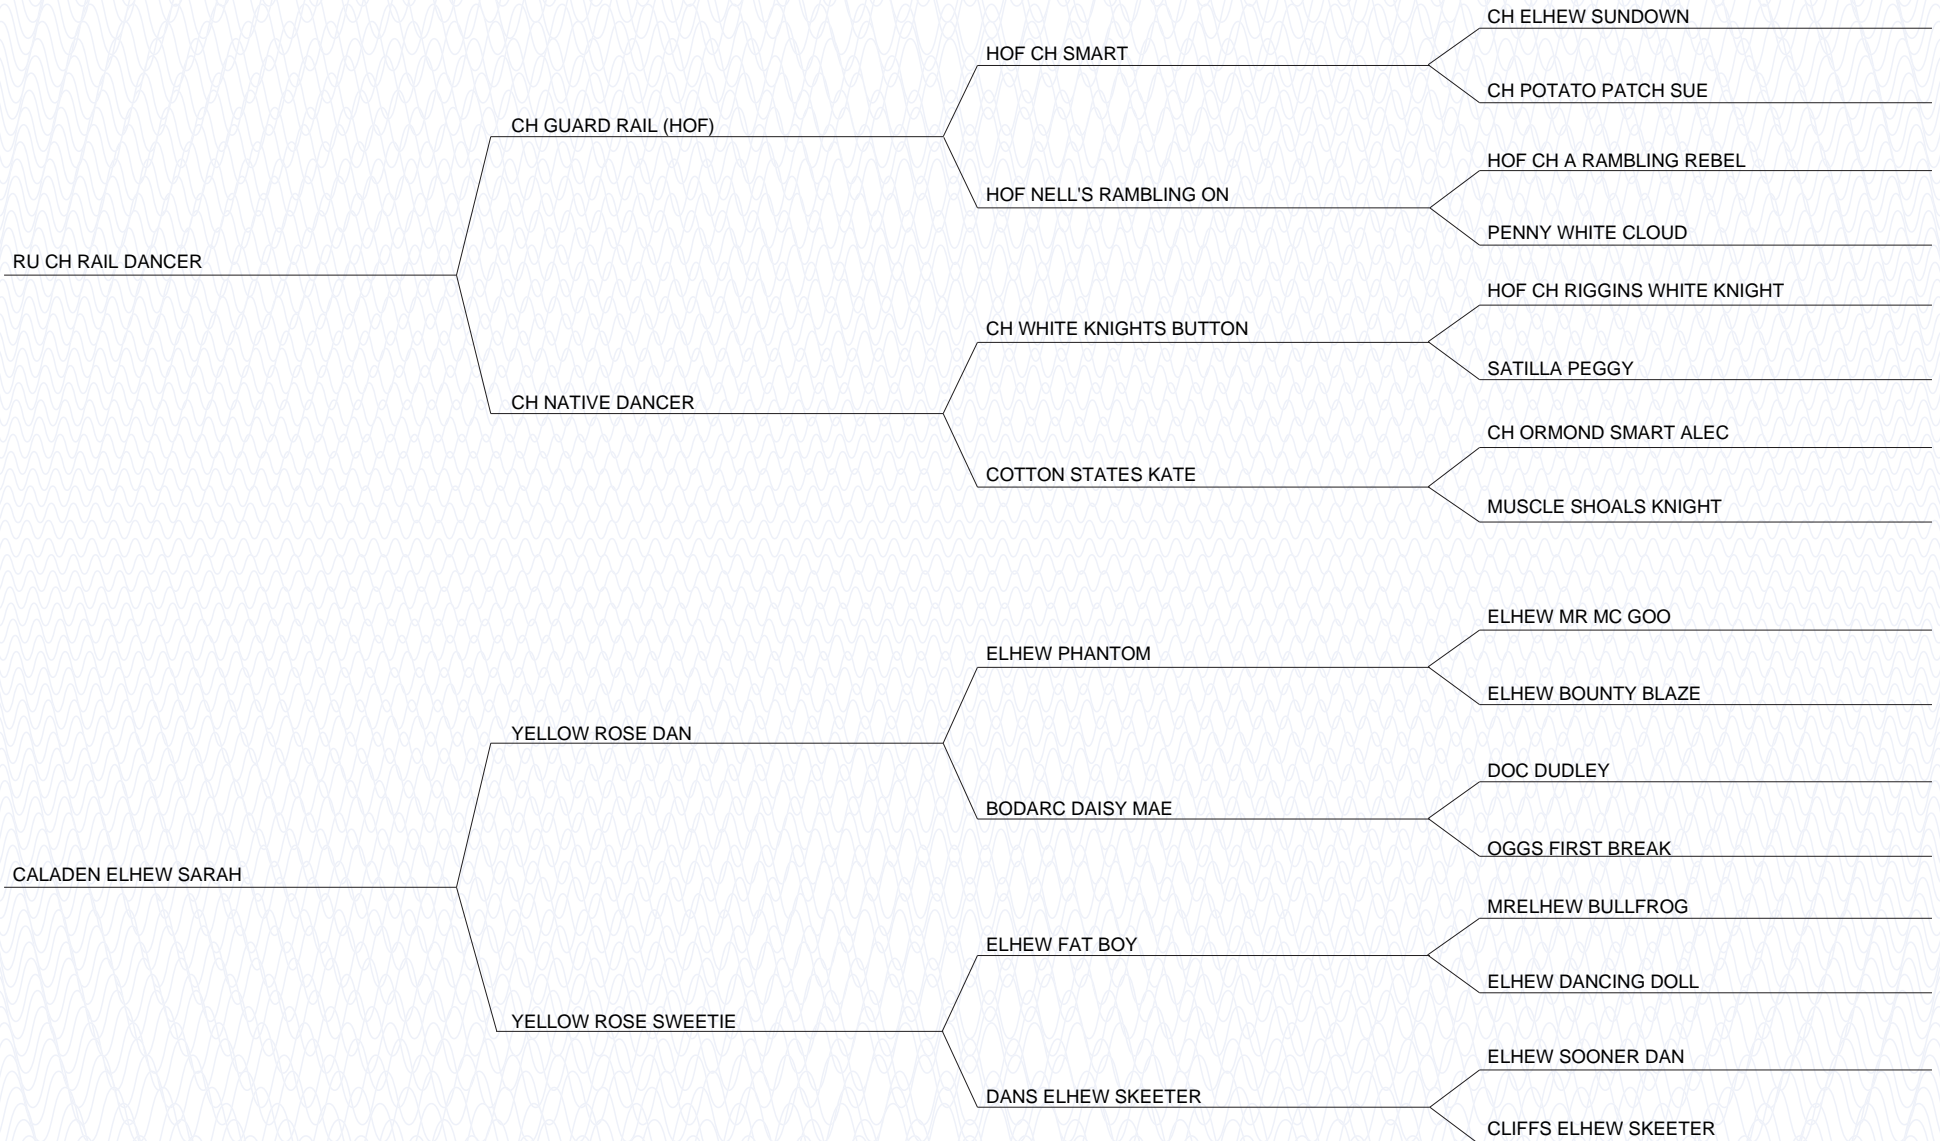 CH ELHEW SUNDOWN
HOF CH SMART
CH POTATO PATCH SUE
CH GUARD RAIL (HOF)
HOF CH A RAMBLING REBEL
HOF NELL'S RAMBLING ON
PENNY WHITE CLOUD
RU CH RAIL DANCER
HOF CH RIGGINS WHITE KNIGHT
CH WHITE KNIGHTS BUTTON
SATILLA PEGGY
CH NATIVE DANCER
CH ORMOND SMART ALEC
COTTON STATES KATE
MUSCLE SHOALS KNIGHT
ELHEW MR MC GOO
ELHEW PHANTOM
ELHEW BOUNTY BLAZE
YELLOW ROSE DAN
DOC DUDLEY
BODARC DAISY MAE
OGGS FIRST BREAK
CALADEN ELHEW SARAH
MRELHEW BULLFROG
ELHEW FAT BOY
ELHEW DANCING DOLL
YELLOW ROSE SWEETIE
ELHEW SOONER DAN
DANS ELHEW SKEETER
CLIFFS ELHEW SKEETER